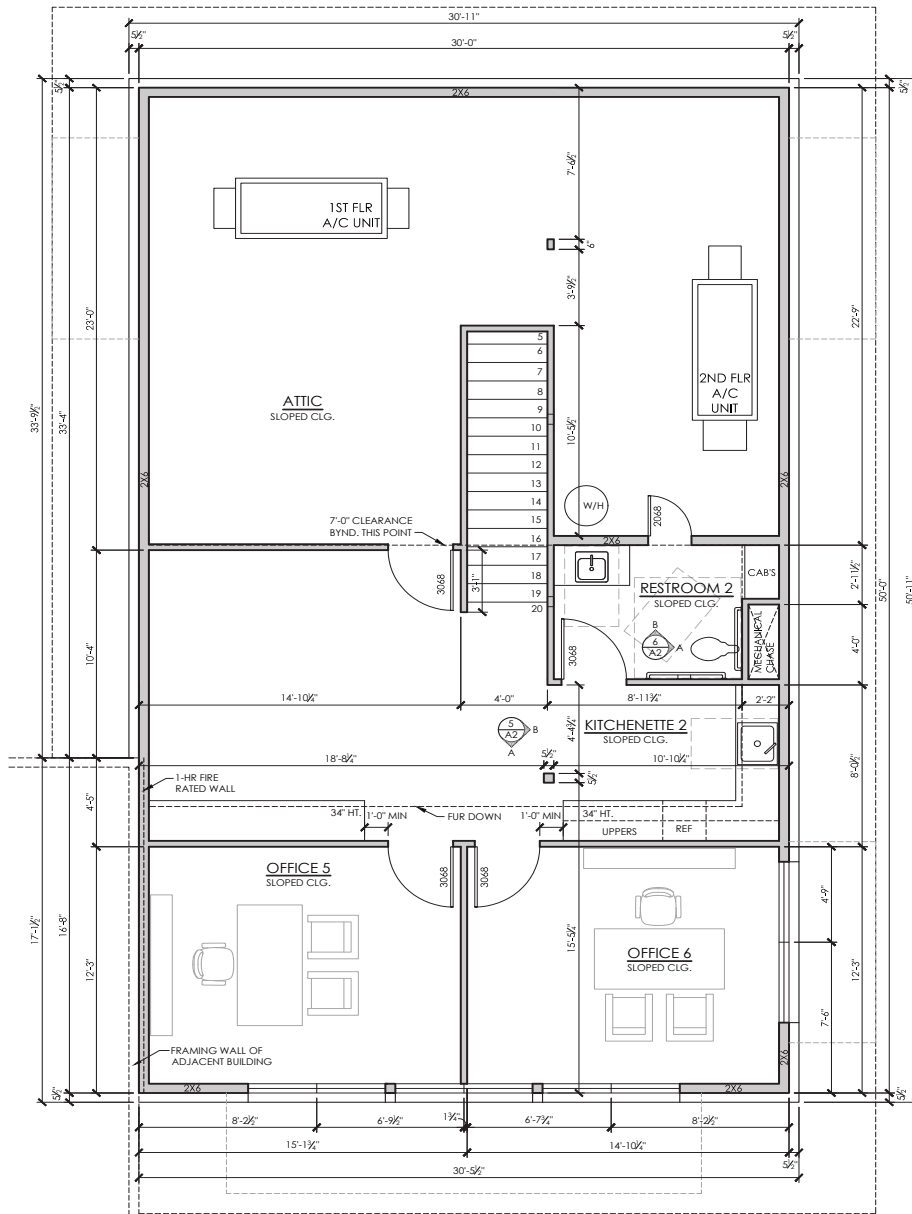 30'-11"
5½"
30'-0"
5½"
5½"
2X6
5½"
7'-6½"
1ST FLR
A/C UNIT
6"
3'-9½"
23'-0"
22'-9"
5
6
7
8
9
10
11
12
13
14
15
16
17
18
19
20
2ND FLR
A/C
UNIT
ATTIC
SLOPED CLG.
33'-9½"
33'-4"
10'-5½"
2X6
2X6
W/H
2068
7'-0" CLEARANCE
BYND. THIS POINT
2X6
3068
3'-1"
CAB'S
RESTROOM 2
SLOPED CLG.
2'-11½"
50'-0"
50'-11"
B
6
A2
A
3068
MECHANICAL
CHASE
4'-0"
10'-4"
14'-10¼"
4'-0"
8'-11¾"
2'-2"
5
A2
B
A
4'-4¾"
KITCHENETTE 2
SLOPED CLG.
18'-8¼"
5½"
10'-10¼"
5½"
8'-0½"
1-HR FIRE
RATED WALL
4'-5"
34" HT.
1'-0" MIN
FUR DOWN
1'-0" MIN
34" HT.
UPPERS
REF
OFFICE 5
SLOPED CLG.
3068
3068
4'-9"
15'-5¼"
OFFICE 6
SLOPED CLG.
17'-1½"
16'-8"
12'-3"
12'-3"
7'-6"
FRAMING WALL OF
ADJACENT BUILDING
2X6
5½"
2X6
2X6
5½"
8'-2½"
6'-9½"
1¾"
6'-7¾"
8'-2½"
15'-1¾"
14'-10¼"
30'-5½"
5½"